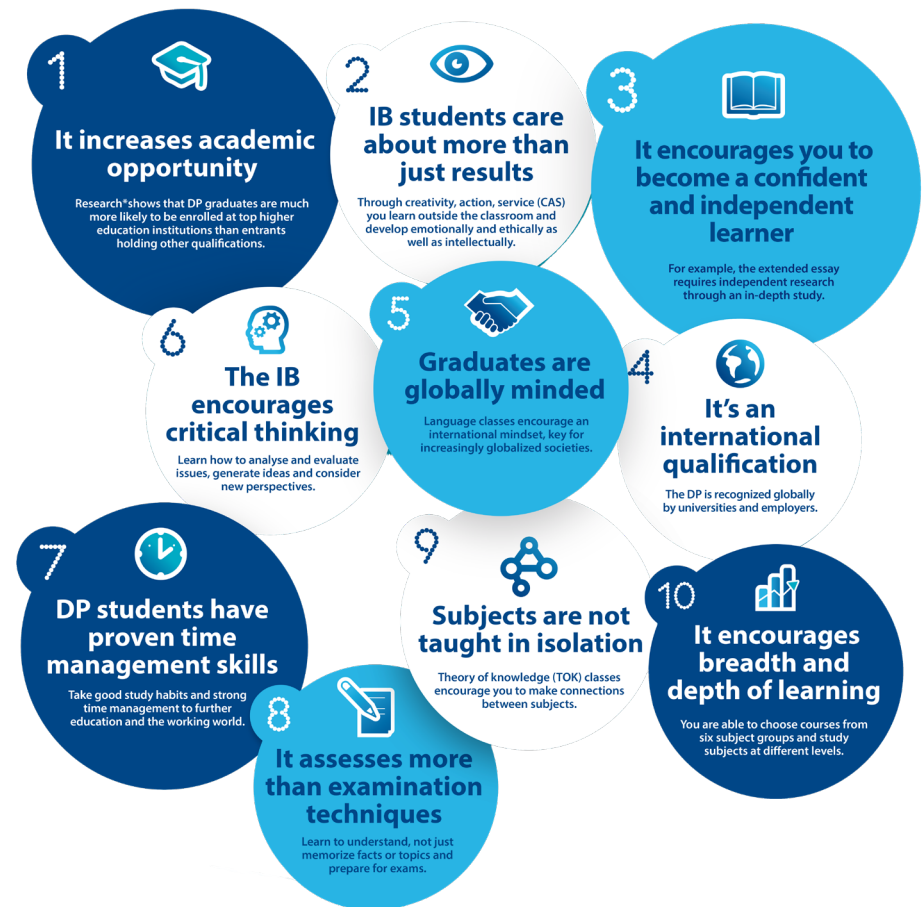 1
It increases academic
opportunity
Research*shows that DP graduates are much
more likely to be enrolled at top higher
education institutions than entrants
holding other qualifications.
2
IB students care
about more than
just results
Through creativity, action, service (CAS)
you learn outside the classroom and
develop emotionally and ethically as
well as intellectually.
3
It encourages you to
become a confident
and independent
learner
For example, the extended essay
requires independent research
through an in-depth study.
4
It's an
international
qualification
The DP is recognized globally
by universities and employers.
5
Graduates are
globally minded
Language classes encourage an
international mindset, key for
increasingly globalized societies.
6
The IB
encourages
critical thinking
Learn how to analyse and evaluate
issues, generate ideas and consider
new perspectives.
7
DP students have
proven time
management skills
Take good study habits and strong
time management to further
education and the working world.
8
It assesses more
than examination
techniques
Learn to understand, not just
memorize facts or topics and
prepare for exams.
9
Subjects are not
taught in isolation
Theory of knowledge (TOK) classes
encourage you to make connections
between subjects.
10
It encourages
breadth and
depth of learning
You are able to choose courses from
six subject groups and study
subjects at different levels.